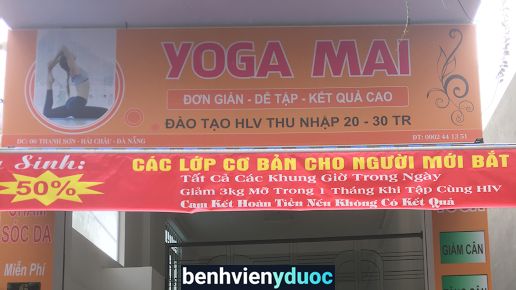 YOGA MAI
ĐƠN GIẢN - DỄ TẬP - KẾT QUẢ CAO
ĐÀO TẠO HLV THU NHẬP 20 - 30 TR
ĐC: 06 THANH SƠN - HẢI CHÂU - ĐÀ NẴNG
ĐT: 0902 44 13 51
Sinh:
50%
CÁC LỚP CƠ BẢN CHO NGƯỜI MỚI BẮT
Tất Cả Các Khung Giờ Trong Ngày
Giảm 3kg Mỡ Trong 1 Tháng Khi Tập Cùng HLV
Cam Kết Hoàn Tiền Nếu Không Có Kết Quả
SÓC DA
Miễn Phí
GIẢM CÂN
benhvienyduoc